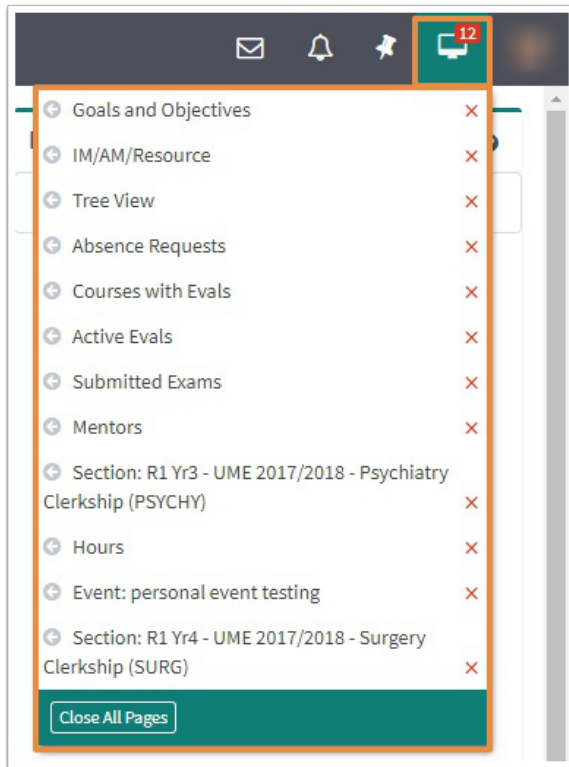 12
Goals and Objectives
IM/AM/Resource
Tree View
Absence Requests
Courses with Evals
Active Evals
Submitted Exams
Mentors
Section: R1 Yr3 - UME 2017/2018 - Psychiatry
Clerkship (PSYCHY)
Hours
Event: personal event testing
Section: R1 Yr4 - UME 2017/2018 - Surgery
Clerkship (SURG)
Close All Pages